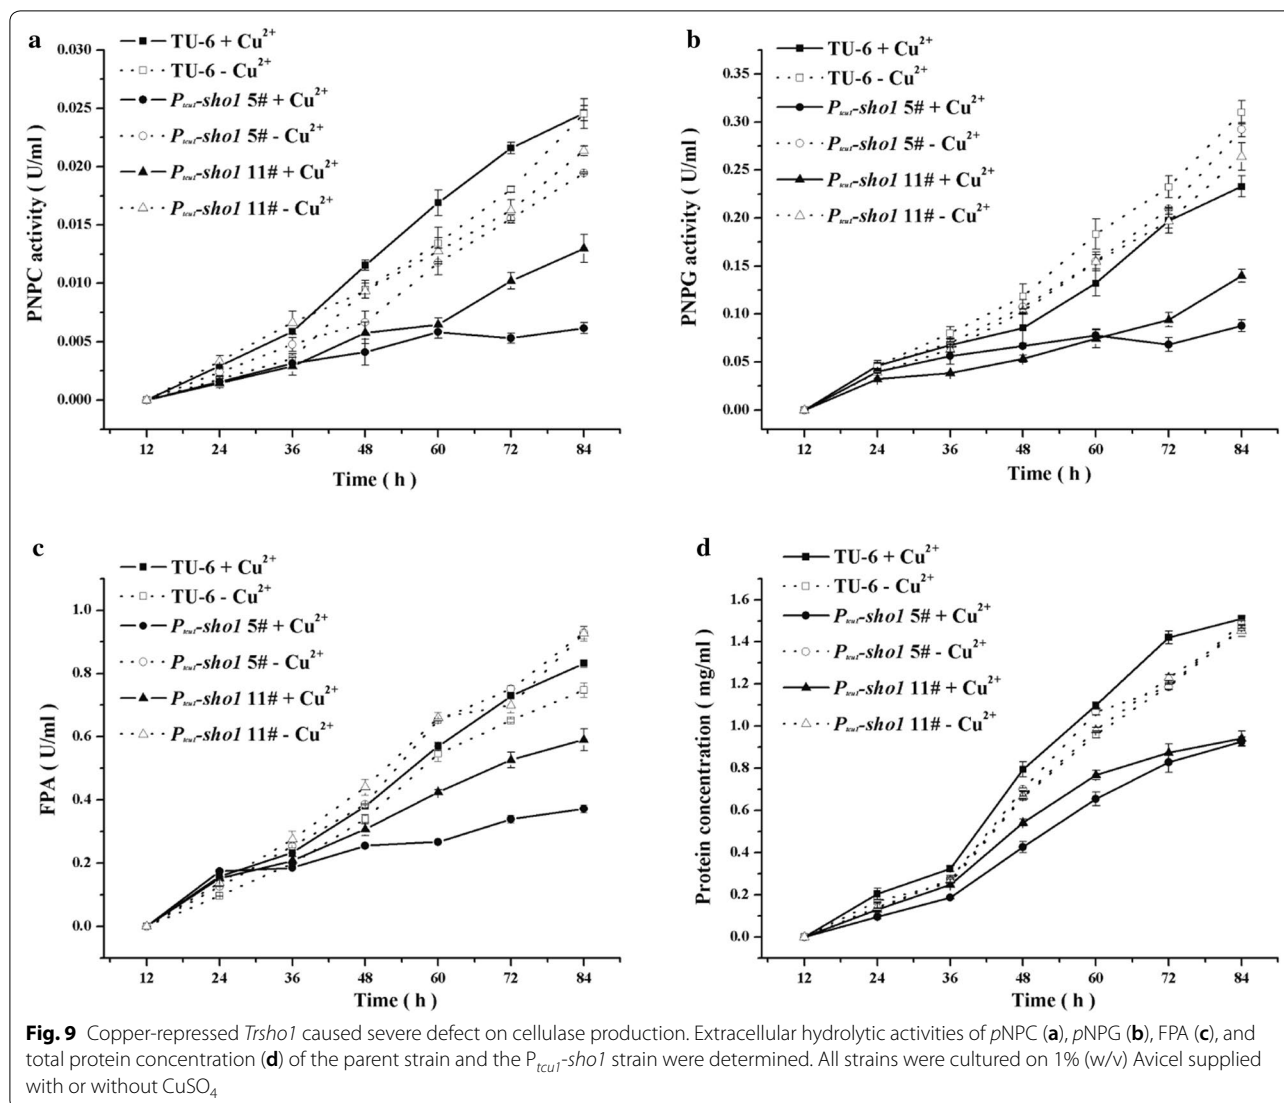 a
TU-6 + Cu2+
TU-6 - Cu2+
Ptcu1-sho1 5# + Cu2+
Ptcu1-sho1 5# - Cu2+
Ptcu1-sho1 11# + Cu2+
Ptcu1-sho1 11# - Cu2+
PNPC activity ( U/ml )
0.030
0.025
0.020
0.015
0.010
0.005
0.000
12 24 36 48 60 72 84
Time ( h )
b
TU-6 + Cu2+
TU-6 - Cu2+
Ptcu1-sho1 5# + Cu2+
Ptcu1-sho1 5# - Cu2+
Ptcu1-sho1 11# + Cu2+
Ptcu1-sho1 11# - Cu2+
PNPG activity ( U/ml )
0.35
0.30
0.25
0.20
0.15
0.10
0.05
0.00
12 24 36 48 60 72 84
Time ( h )
c
TU-6 + Cu2+
TU-6 - Cu2+
Ptcu1-sho1 5# + Cu2+
Ptcu1-sho1 5# - Cu2+
Ptcu1-sho1 11# + Cu2+
Ptcu1-sho1 11# - Cu2+
FPA ( U/ml )
1.0
0.8
0.6
0.4
0.2
0.0
12 24 36 48 60 72 84
Time ( h )
d
TU-6 + Cu2+
TU-6 - Cu2+
Ptcu1-sho1 5# + Cu2+
Ptcu1-sho1 5# - Cu2+
Ptcu1-sho1 11# + Cu2+
Ptcu1-sho1 11# - Cu2+
Protein concentration ( mg/ml )
1.6
1.4
1.2
1.0
0.8
0.6
0.4
0.2
0.0
12 24 36 48 60 72 84
Time ( h )
Fig. 9 Copper-repressed Trsho1 caused severe defect on cellulase production. Extracellular hydrolytic activities of pNPC (a), pNPG (b), FPA (c), and
total protein concentration (d) of the parent strain and the Ptcu1-sho1 strain were determined. All strains were cultured on 1% (w/v) Avicel supplied
with or without CuSO4